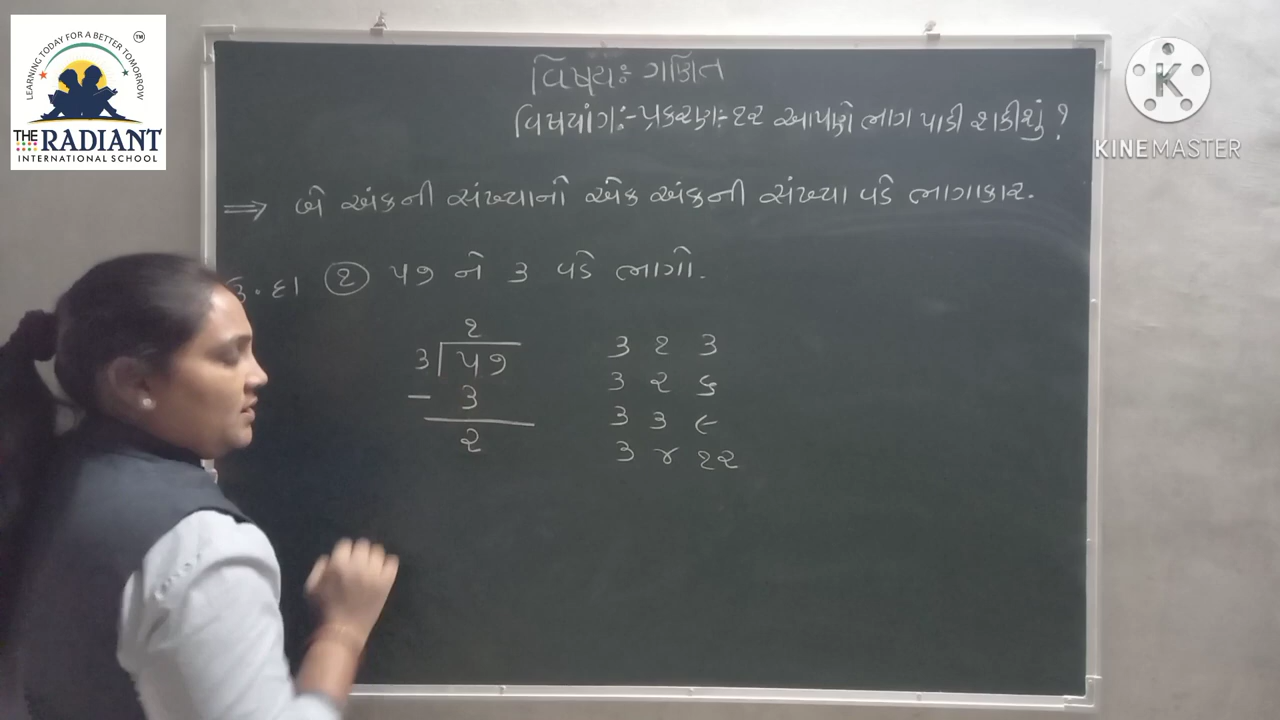 LEARNING TODAY FOR A BETTER TOMORROW
TM
THE RADIANT
INTERNATIONAL SCHOOL
K
KINEMASTER
વિષય:- ગણિત
વિષયાંગ:- પ્રકરણ:- ૧૨ આપણે ભાગ પાડી શકીશું ?
⇒ બે અંકની સંખ્યાનો એક અંકની સંખ્યા વડે ભાગાકાર.
ઉ.દા ૧ ૫૭ ને ૩ વડે ભાગો.
૧
૩ ૫૭
- ૩
૨
૩ ૧ ૩
૩ ૨ ૬
૩ ૩ ૯
૩ ૪ ૧૨